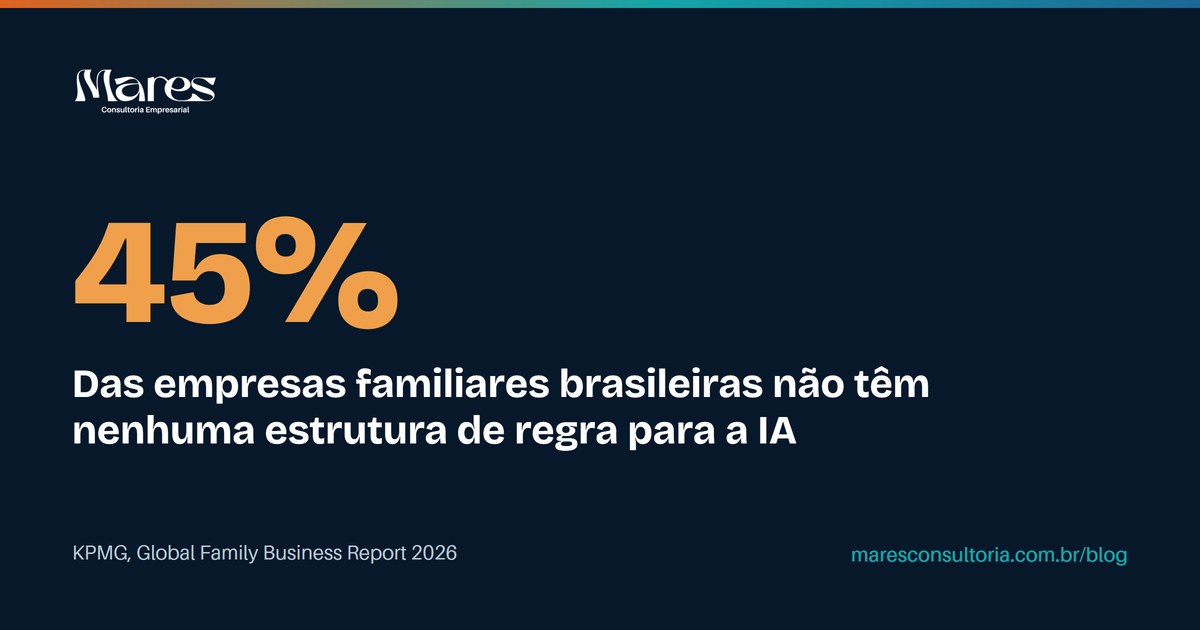 Mares
Consultoria Empresarial
45%
Das empresas familiares brasileiras não têm
nenhuma estrutura de regra para a IA
KPMG, Global Family Business Report 2026
maresconsultoria.com.br/blog